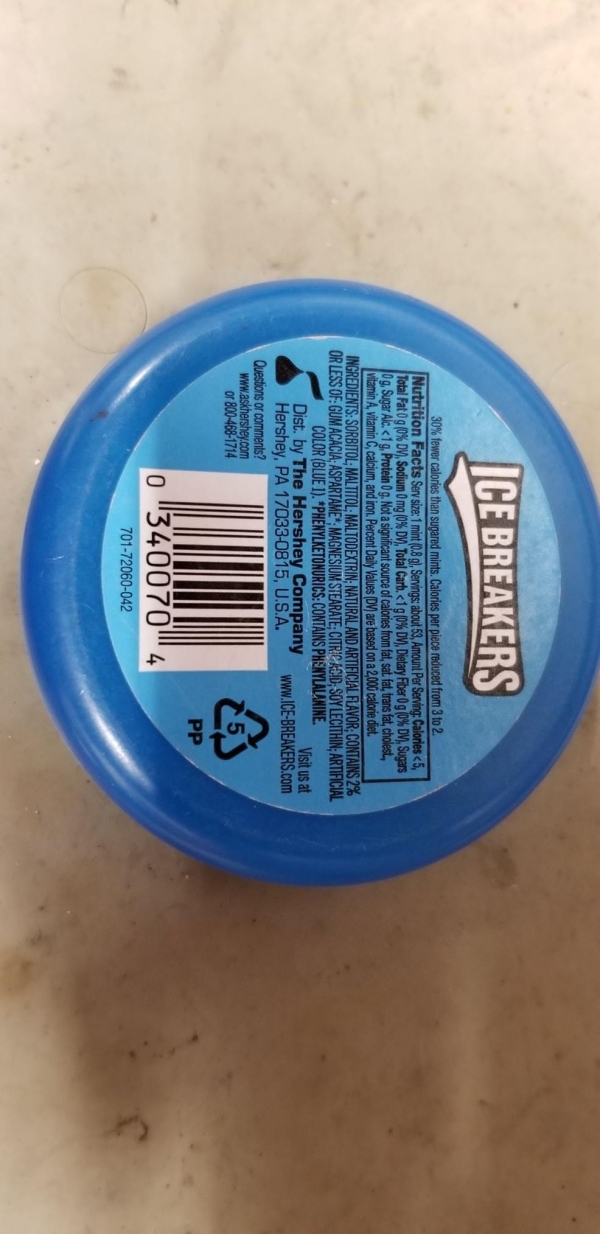 ICE BREAKERS
30% fewer calories than sugared mints. Calories per piece reduced from 3 to 2.
Nutrition Facts Serv size: 1 mint (0.8 g), Servings: about 53, Amount Per Serving: Calories <5,
Total Fat 0 g (0% DV), Sodium 0 mg (0% DV), Total Carb. <1 g (0% DV), Dietary Fiber 0 g (0% DV), Sugars
0 g, Sugar Alc. <1 g, Protein 0 g. Not a significant source of calories from fat, sat. fat, trans fat, cholest.,
vitamin A, vitamin C, calcium, and iron. Percent Daily Values (DV) are based on a 2,000 calorie diet.
INGREDIENTS: SORBITOL; MALTITOL; MALTODEXTRIN; NATURAL AND ARTIFICIAL FLAVOR; CONTAINS 2%
OR LESS OF: GUM ACACIA; ASPARTAME*; MAGNESIUM STEARATE; CITRIC ACID; SOY LECITHIN; ARTIFICIAL
COLOR (BLUE 1). *PHENYLKETONURICS: CONTAINS PHENYLALANINE.
Dist. by The Hershey Company
Hershey, PA 17033-0815, U.S.A.
Visit us at
www.ICE-BREAKERS.com
Questions or comments?
www.askhershey.com
or 800-468-1714
0 340070 4
5
PP
701-72060-042